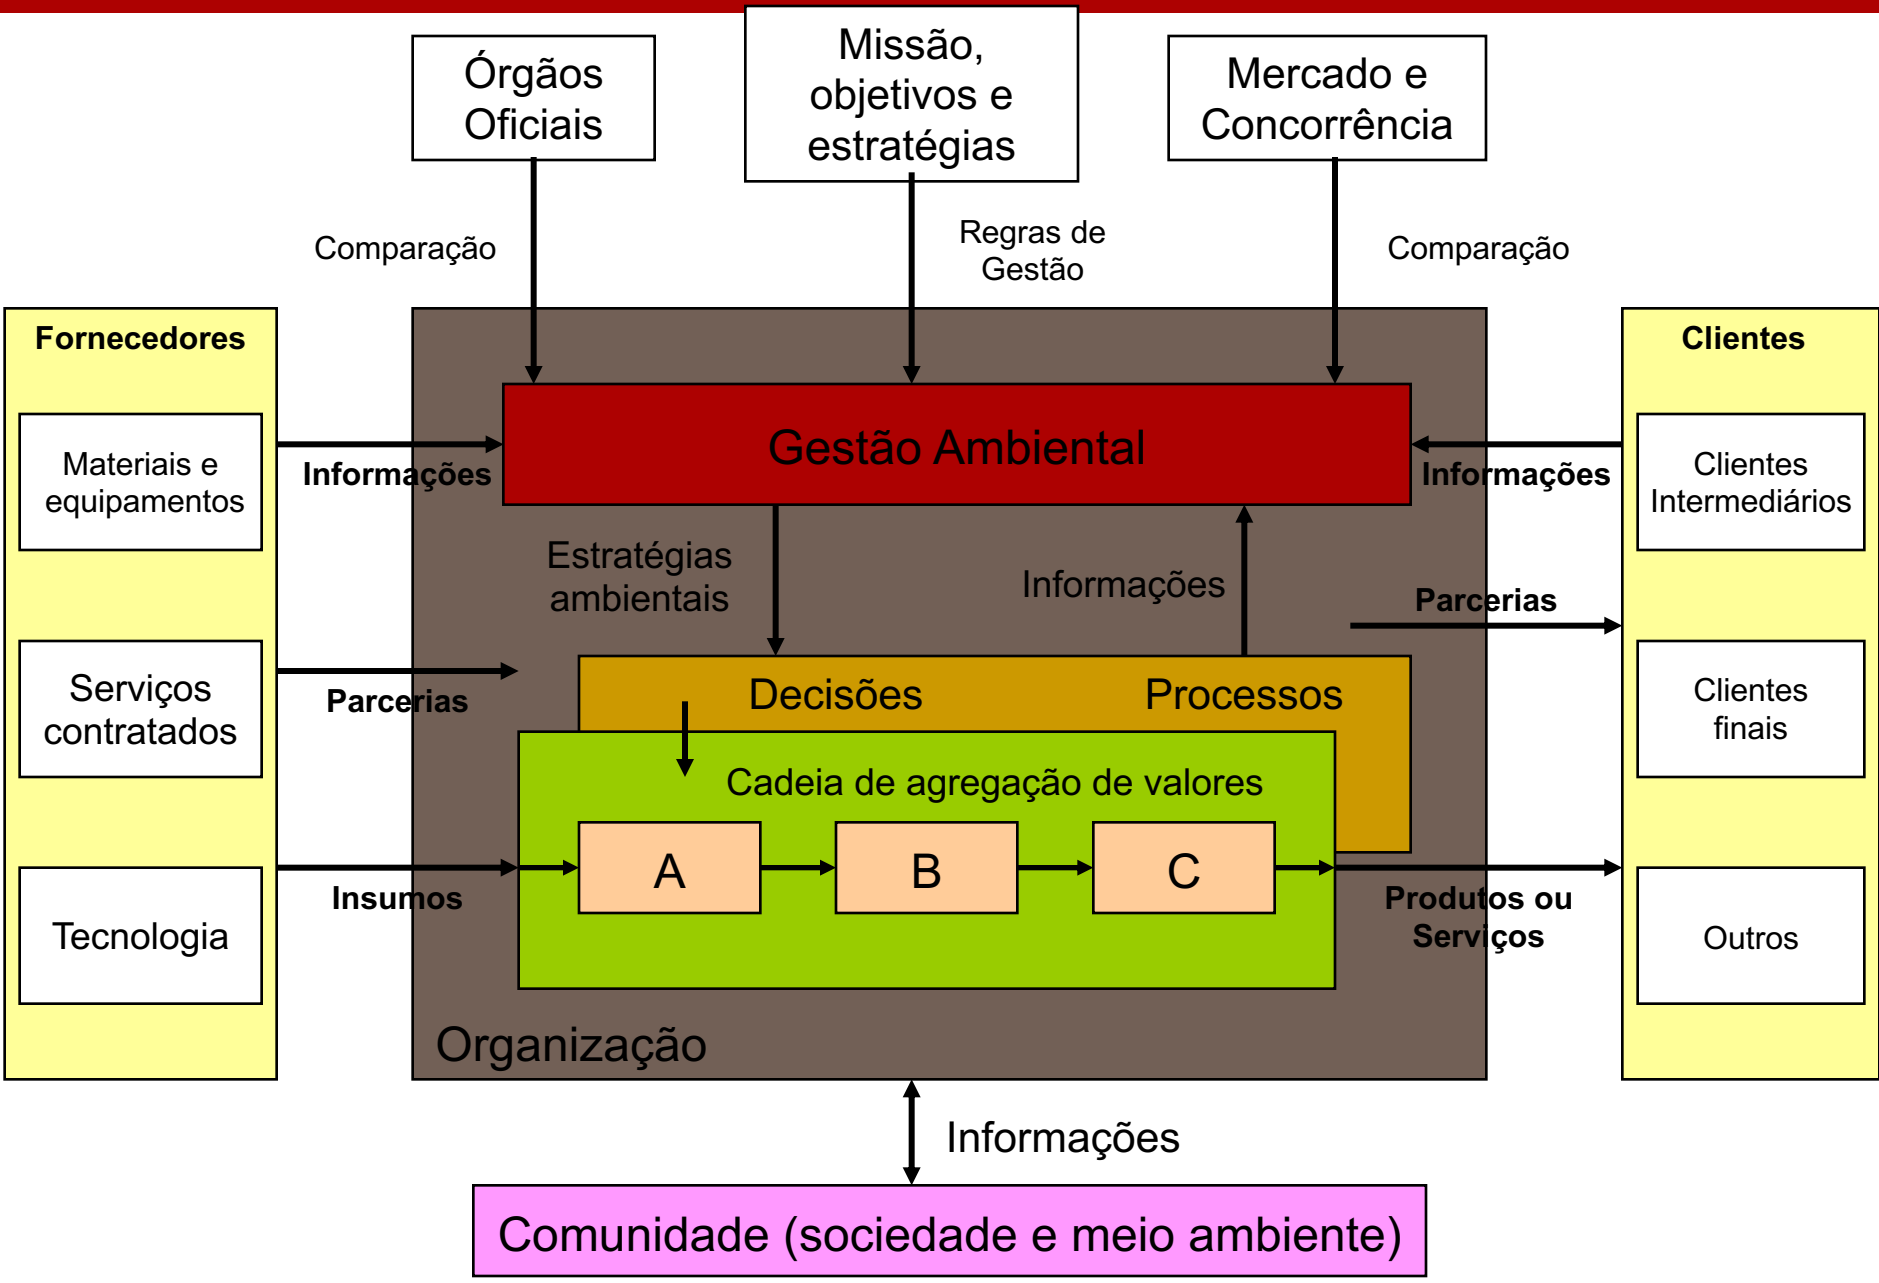 Órgãos
Oficiais
Missão,
objetivos e
estratégias
Mercado e
Concorrência
Comparação
Regras de
Gestão
Comparação
Fornecedores
Materiais e
equipamentos
Serviços
contratados
Tecnologia
Informações
Parcerias
Insumos
Gestão Ambiental
Estratégias
ambientais
Informações
Decisões
Processos
Cadeia de agregação de valores
A
B
C
Organização
Informações
Parcerias
Produtos ou
Serviços
Clientes
Clientes
Intermediários
Clientes
finais
Outros
Informações
Comunidade (sociedade e meio ambiente)